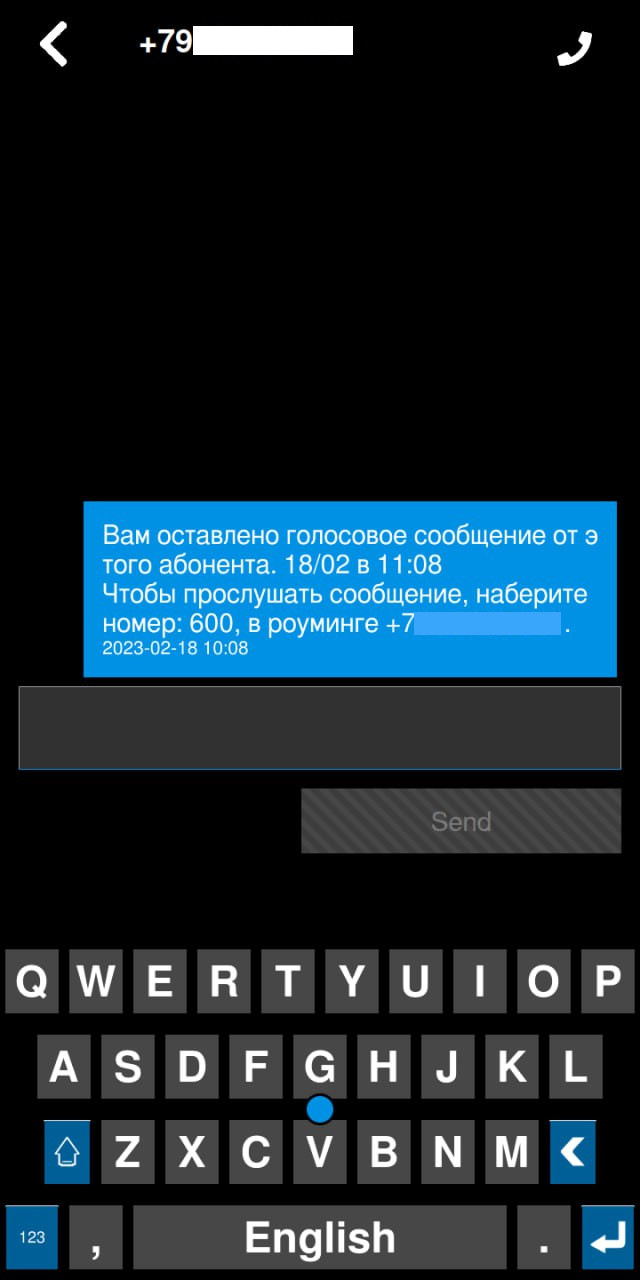 +79
Вам оставлено голосовое сообщение от э
того абонента. 18/02 в 11:08
Чтобы прослушать сообщение, наберите
номер: 600, в роуминге +7 .
2023-02-18 10:08
Send
Q W E R T Y U I O P
A S D F G H J K L
Z X C V B N M
123 , English .